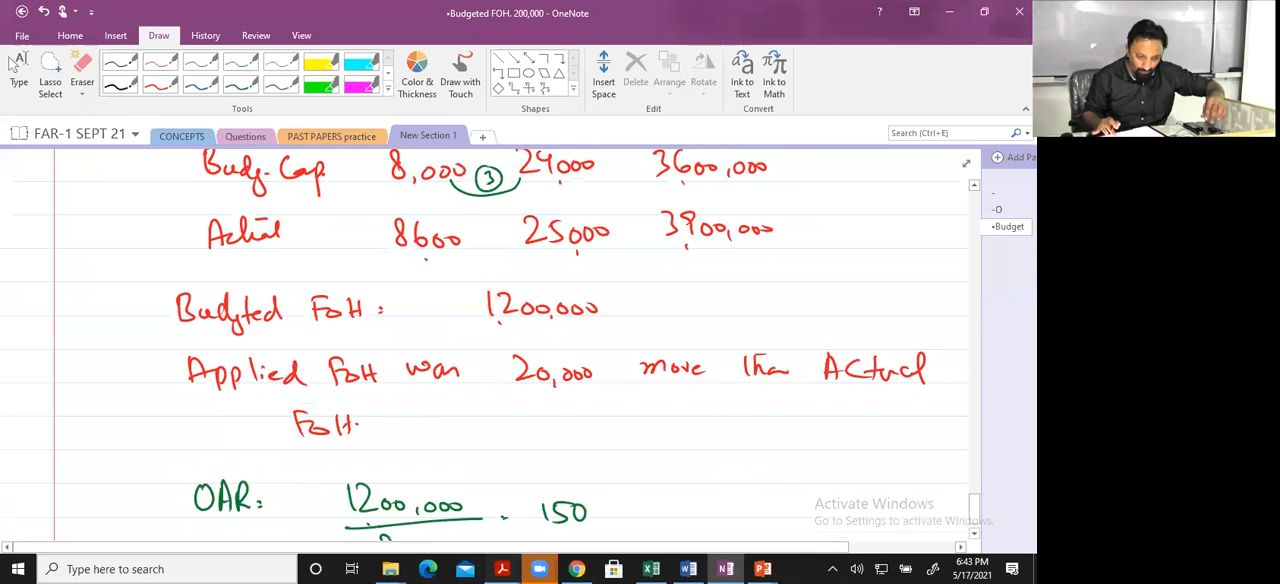 •Budgeted FOH. 200,000 - OneNote
?
File Home Insert Draw History Review View
Type Lasso Select Eraser Color & Thickness Draw with Touch Insert Space Delete Arrange Rotate Ink to Text Ink to Math
Tools Shapes Edit Convert
FAR-1 SEPT 21 CONCEPTS Questions PAST PAPERS practice New Section 1 + Search (Ctrl+E)
Add Pa
-
-O
•Budget
Budg. Cap 8,000 3 24,000 3600,000
Actual 8600 25,000 3900,000
Budgted FOH: 1200,000
Applied FOH was 20,000 more than Actual
FOH.
OAR: 1200,000 = 150
Activate Windows
Go to Settings to activate Windows.
Type here to search
6:43 PM
5/17/2021